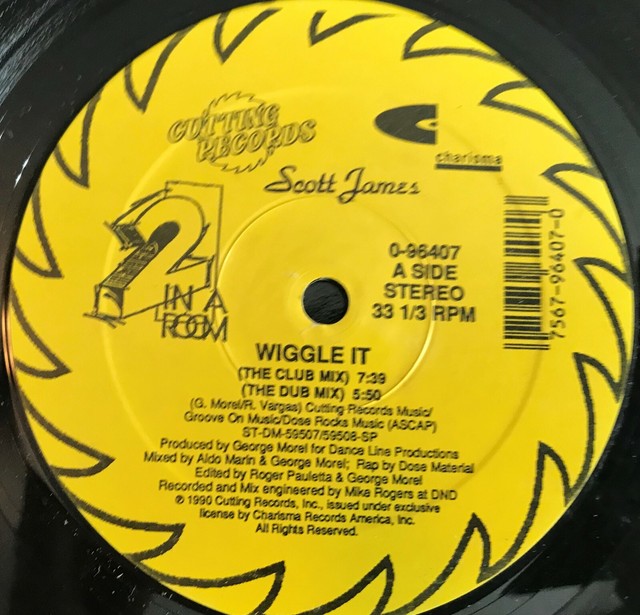 CUTTING
RECORDS
charisma
Scott James
2
IN A
ROOM
0-96407
A SIDE
STEREO
33 1/3 RPM
7567-96407-0
WIGGLE IT
(THE CLUB MIX) 7:39
(THE DUB MIX) 5:50
(G. Morel/R. Vargas) Cutting Records Music/
Groove On Music/Dose Rocks Music (ASCAP)
ST-DM-59507/59508-SP
Produced by George Morel for Dance Line Productions
Mixed by Aldo Marin & George Morel; Rap by Dose Material
Edited by Roger Pauletta & George Morel
Recorded and Mix engineered by Mike Rogers at DND
℗ 1990 Cutting Records, Inc., issued under exclusive
license by Charisma Records America, Inc.
All Rights Reserved.